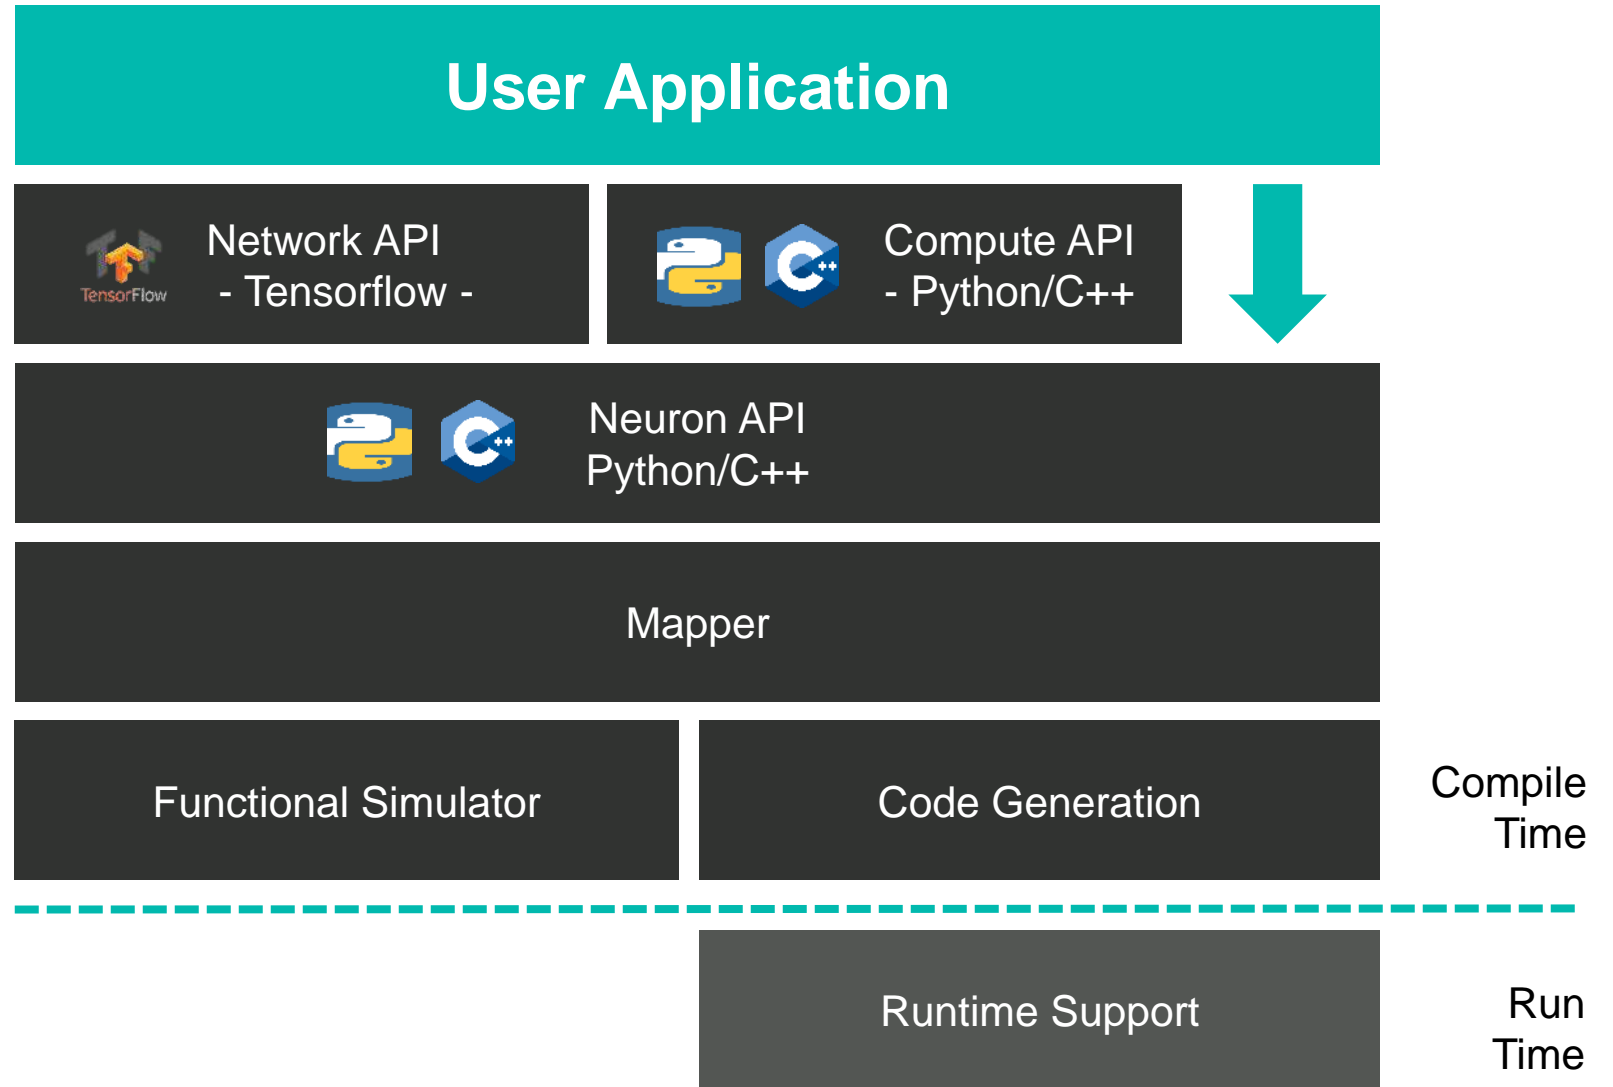 User Application
TensorFlow
Network API
- Tensorflow -
C++
Compute API
- Python/C++
C++
Neuron API
Python/C++
Mapper
Functional Simulator
Code Generation
Compile
Time
Runtime Support
Run
Time